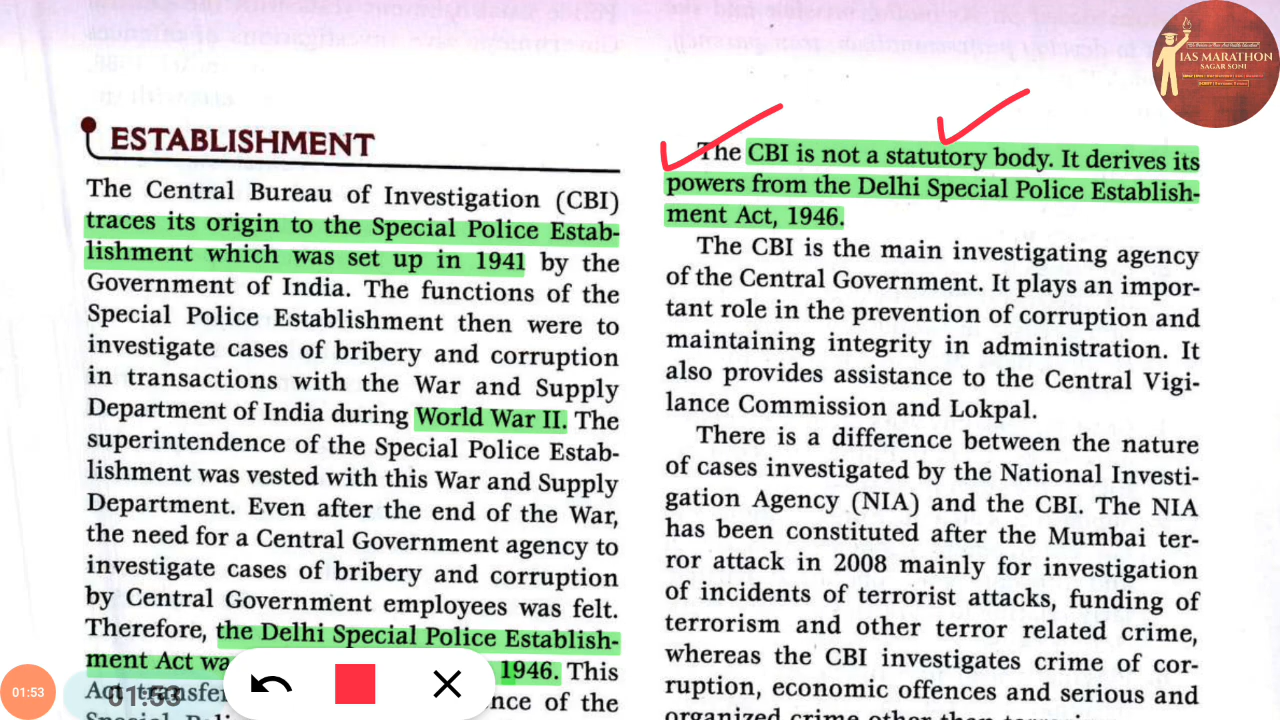 ESTABLISHMENT
The Central Bureau of Investigation (CBI)
traces its origin to the Special Police Estab-
lishment which was set up in 1941 by the
Government of India. The functions of the
Special Police Establishment then were to
investigate cases of bribery and corruption
in transactions with the War and Supply
Department of India during World War II. The
superintendence of the Special Police Estab-
lishment was vested with this War and Supply
Department. Even after the end of the War,
the need for a Central Government agency to
investigate cases of bribery and corruption
by Central Government employees was felt.
Therefore, the Delhi Special Police Establish-
ment Act wa 1946. This
Act transfer nce of the
The CBI is not a statutory body. It derives its
powers from the Delhi Special Police Establish-
ment Act, 1946.
The CBI is the main investigating agency
of the Central Government. It plays an impor-
tant role in the prevention of corruption and
maintaining integrity in administration. It
also provides assistance to the Central Vigi-
lance Commission and Lokpal.
There is a difference between the nature
of cases investigated by the National Investi-
gation Agency (NIA) and the CBI. The NIA
has been constituted after the Mumbai ter-
ror attack in 2008 mainly for investigation
of incidents of terrorist attacks, funding of
terrorism and other terror related crime,
whereas the CBI investigates crime of cor-
ruption, economic offences and serious and
organized crime other than
IAS MARATHON
SAGAR SONI
01:53
01:53